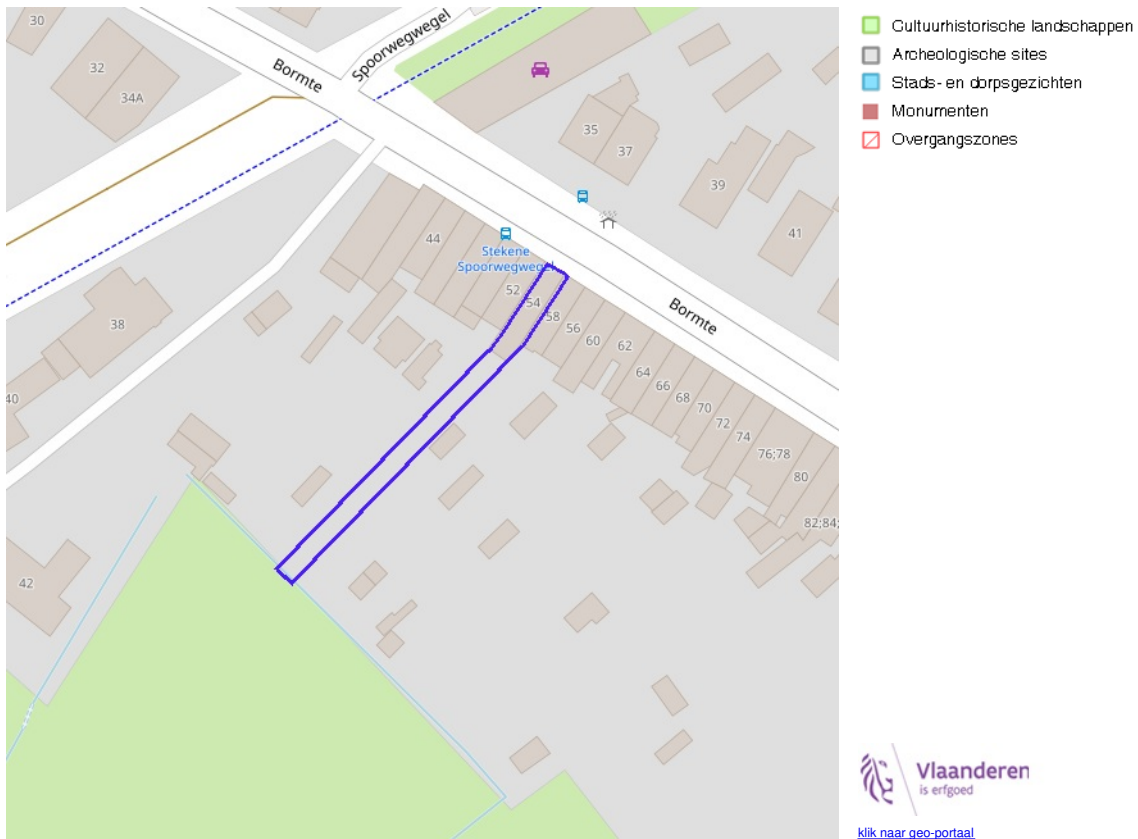 30
32
34A
Bormte
Spoorwegwegel
35
37
39
41
44
Stekene
Spoorwegwegel
52
54
58
56
60
62
64
66
68
70
72
74
76;78
80
82;84;
Bormte
38
40
42
Cultuurhistorische landschappen
Archeologische sites
Stads- en dorpsgezichten
Monumenten
Overgangszones
Vlaanderen
is erfgoed
klik naar geo-portaal